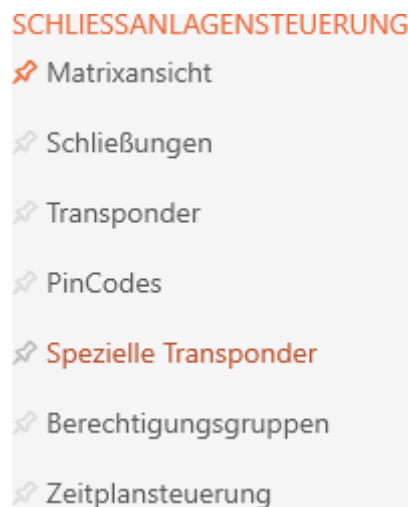 SCHLIESSANLAGENSTEUERUNG
Matrixansicht
Schließungen
Transponder
PinCodes
Spezielle Transponder
Berechtigungsgruppen
Zeitplansteuerung